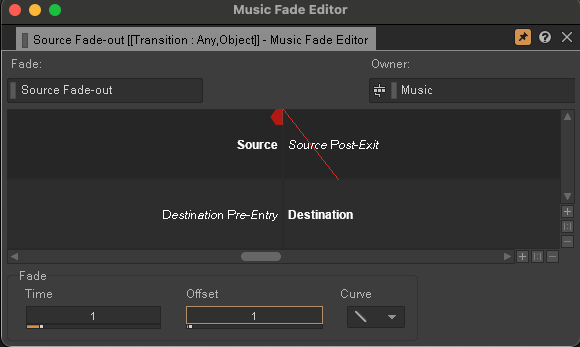 Music Fade Editor
Source Fade-out [[Transition : Any,Object]] - Music Fade Editor
Fade:
Owner:
Source Fade-out
Music
Source
Source Post-Exit
Destination Pre-Entry
Destination
Fade
Time
Offset
Curve
1
1